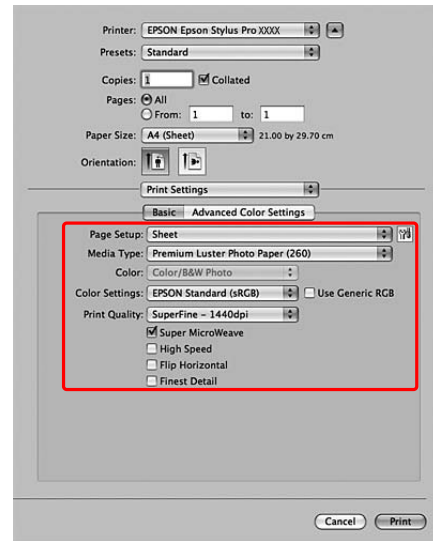 Printer: EPSON Epson Stylus Pro XXXX
Presets: Standard
Copies: 1 Collated
Pages: All
From: 1 to: 1
Paper Size: A4 (Sheet) 21.00 by 29.70 cm
Orientation:
Print Settings
Basic Advanced Color Settings
Page Setup: Sheet
Media Type: Premium Luster Photo Paper (260)
Color: Color/B&W Photo
Color Settings: EPSON Standard (sRGB) Use Generic RGB
Print Quality: SuperFine - 1440dpi
Super MicroWeave
High Speed
Flip Horizontal
Finest Detail
Cancel Print